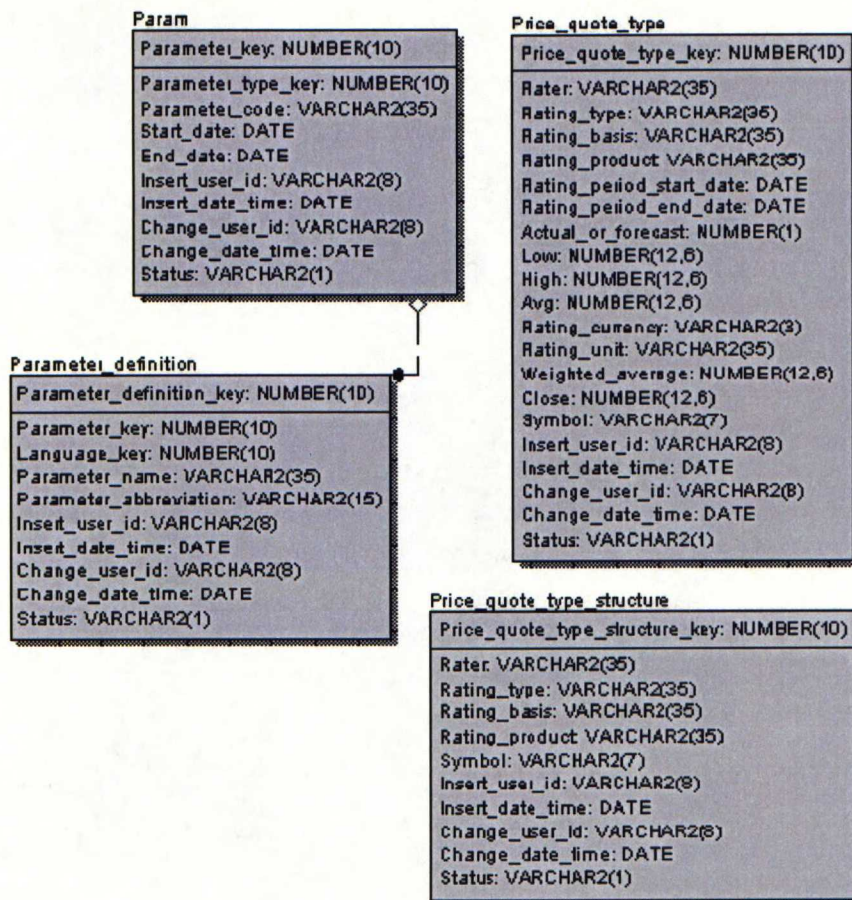 Param
Parameter_key: NUMBER(10)
Parameter_type_key: NUMBER(10)
Parameter_code: VARCHAR2(35)
Start_date: DATE
End_date: DATE
Insert_user_id: VARCHAR2(8)
Insert_date_time: DATE
Change_user_id: VARCHAR2(8)
Change_date_time: DATE
Status: VARCHAR2(1)
Parameter_definition
Parameter_definition_key: NUMBER(10)
Parameter_key: NUMBER(10)
Language_key: NUMBER(10)
Parameter_name: VARCHAR2(35)
Parameter_abbreviation: VARCHAR2(15)
Insert_user_id: VARCHAR2(8)
Insert_date_time: DATE
Change_user_id: VARCHAR2(8)
Change_date_time: DATE
Status: VARCHAR2(1)
Price_quote_type
Price_quote_type_key: NUMBER(10)
Rater: VARCHAR2(35)
Rating_type: VARCHAR2(35)
Rating_basis: VARCHAR2(35)
Rating_product: VARCHAR2(35)
Rating_period_start_date: DATE
Rating_period_end_date: DATE
Actual_or_forecast: NUMBER(1)
Low: NUMBER(12,6)
High: NUMBER(12,6)
Avg: NUMBER(12,6)
Rating_currency: VARCHAR2(3)
Rating_unit: VARCHAR2(35)
Weighted_average: NUMBER(12,6)
Close: NUMBER(12,6)
Symbol: VARCHAR2(7)
Insert_user_id: VARCHAR2(8)
Insert_date_time: DATE
Change_user_id: VARCHAR2(8)
Change_date_time: DATE
Status: VARCHAR2(1)
Price_quote_type_structure
Price_quote_type_structure_key: NUMBER(10)
Rater: VARCHAR2(35)
Rating_type: VARCHAR2(35)
Rating_basis: VARCHAR2(35)
Rating_product: VARCHAR2(35)
Symbol: VARCHAR2(7)
Insert_user_id: VARCHAR2(8)
Insert_date_time: DATE
Change_user_id: VARCHAR2(8)
Change_date_time: DATE
Status: VARCHAR2(1)